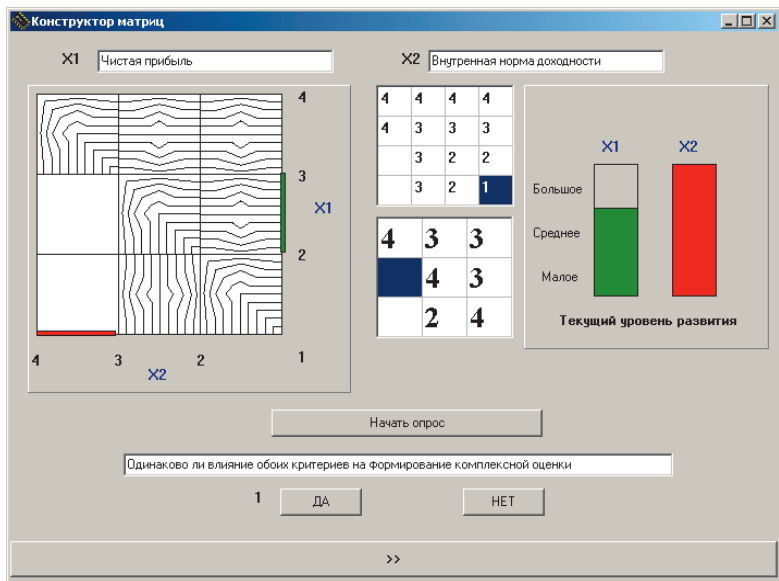 Конструктор матриц
X1 Чистая прибыль X2 Внутренная норма доходности
4
3
X1
2
1
4 3 2
X2
4 4 4 4
4 3 3 3
3 2 2
3 2 1
4 3 3
4 3
2 4
X1 X2
Большое
Среднее
Малое
Текущий уровень развития
Начать опрос
Одинаково ли влияние обоих критериев на формирование комплексной оценки
1 ДА НЕТ
>>